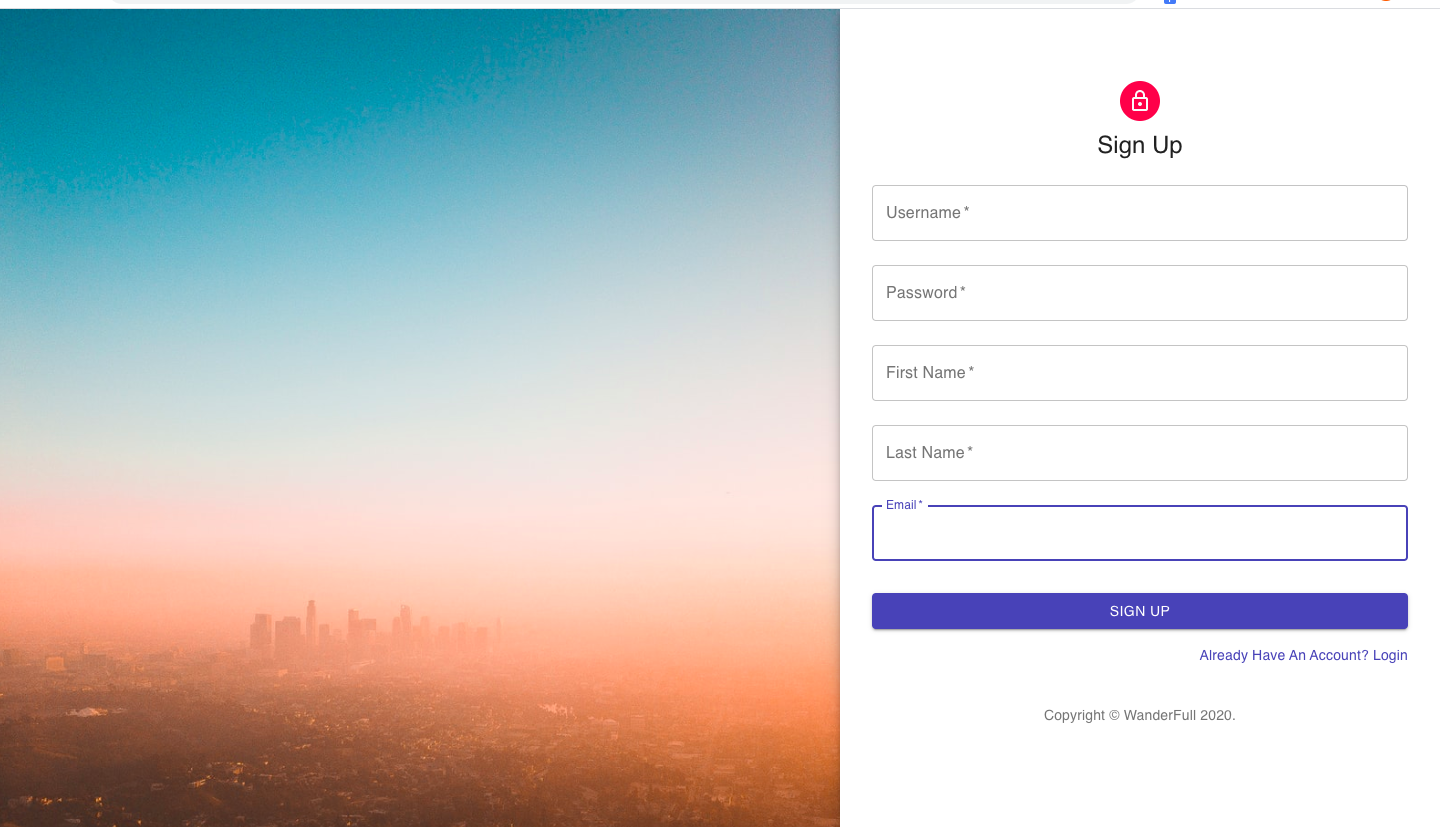 Sign Up
Username *
Password *
First Name *
Last Name *
Email *
SIGN UP
Already Have An Account? Login
Copyright © WanderFull 2020.